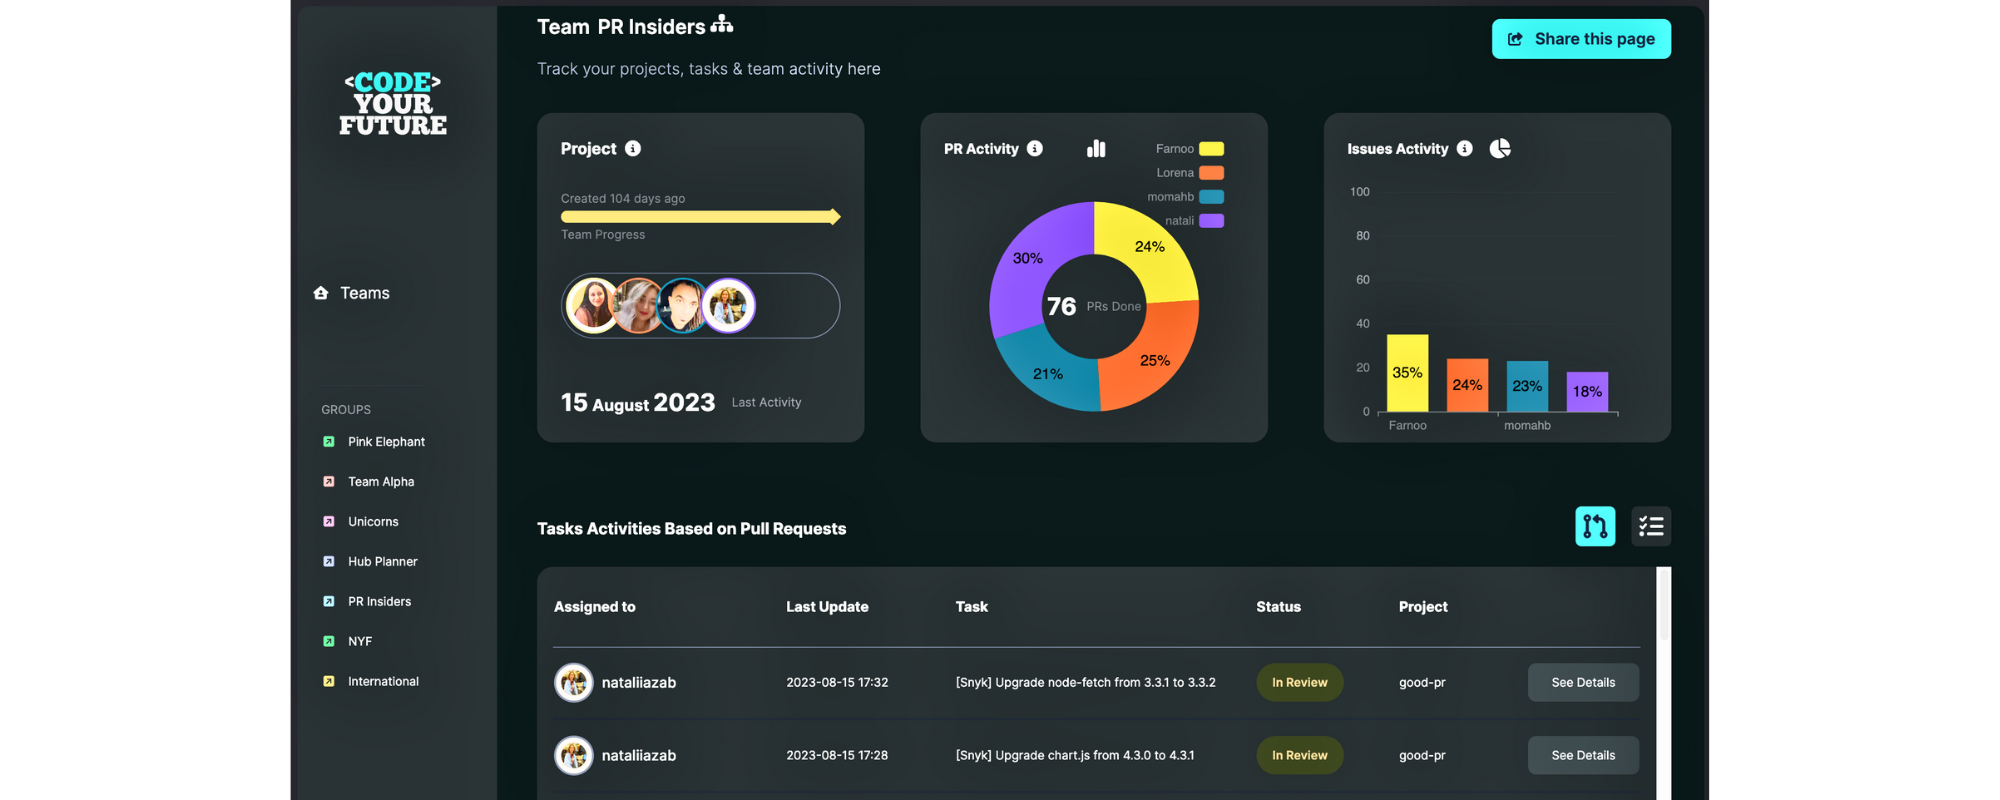 <CODE>
YOUR
FUTURE
Teams
GROUPS
Pink Elephant
Team Alpha
Unicorns
Hub Planner
PR Insiders
NYF
International
Team PR Insiders
Track your projects, tasks & team activity here
Share this page
Project
Created 104 days ago
Team Progress
15 August 2023 Last Activity
PR Activity
Farnoo
Lorena
momahb
natali
24%
30%
76 PRs Done
25%
21%
Issues Activity
100
80
60
40
20
0
35%
24%
23%
18%
Farnoo momahb
Tasks Activities Based on Pull Requests
Assigned to Last Update Task Status Project
nataliiazab 2023-08-15 17:32 [Snyk] Upgrade node-fetch from 3.3.1 to 3.3.2 In Review good-pr See Details
nataliiazab 2023-08-15 17:28 [Snyk] Upgrade chart.js from 4.3.0 to 4.3.1 In Review good-pr See Details